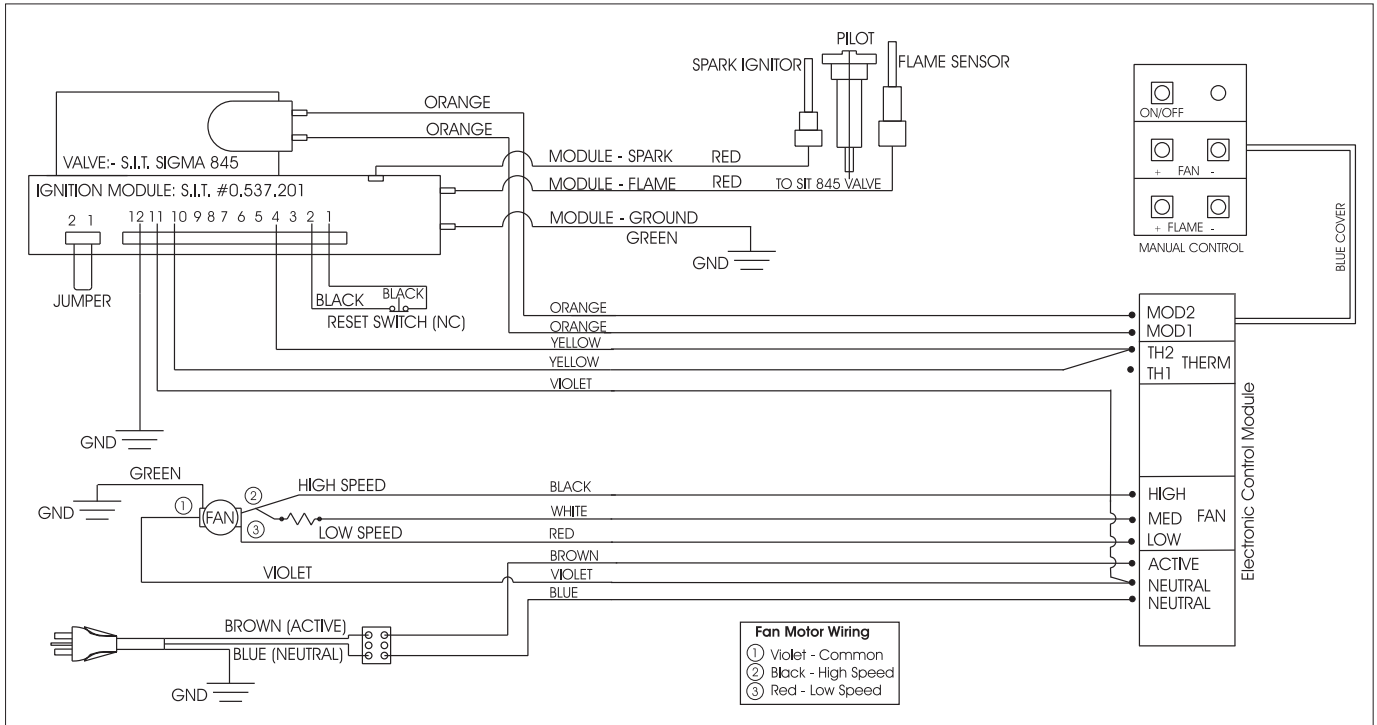 PILOT
SPARK IGNITOR
FLAME SENSOR
ORANGE
ORANGE
VALVE:- S.I.T. SIGMA 845
MODULE - SPARK RED
IGNITION MODULE: S.I.T. #0.537.201
MODULE - FLAME RED
TO SIT 845 VALVE
2 1
12 11 10 9 8 7 6 5 4 3 2 1
MODULE - GROUND
GREEN
GND
JUMPER
BLACK
BLACK
RESET SWITCH (NC)
ON/OFF
+ FAN -
+ FLAME -
MANUAL CONTROL
BLUE COVER
ORANGE
ORANGE
YELLOW
YELLOW
VIOLET
MOD2
MOD1
TH2
THERM
TH1
Electronic Control Module
GND
GREEN
GND
1
FAN
2
3
HIGH SPEED
LOW SPEED
BLACK
WHITE
RED
BROWN
VIOLET
VIOLET
BLUE
HIGH
MED FAN
LOW
ACTIVE
NEUTRAL
NEUTRAL
BROWN (ACTIVE)
BLUE (NEUTRAL)
GND
Fan Motor Wiring
1 Violet - Common
2 Black - High Speed
3 Red - Low Speed